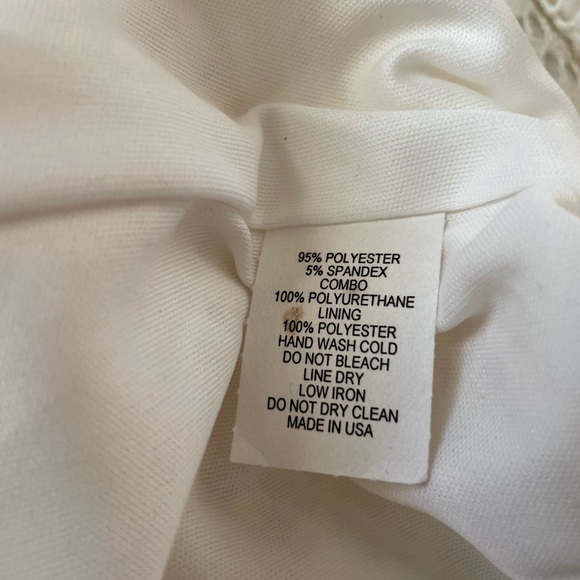 95% POLYESTER
5% SPANDEX
COMBO
100% POLYURETHANE
LINING
100% POLYESTER
HAND WASH COLD
DO NOT BLEACH
LINE DRY
LOW IRON
DO NOT DRY CLEAN
MADE IN USA